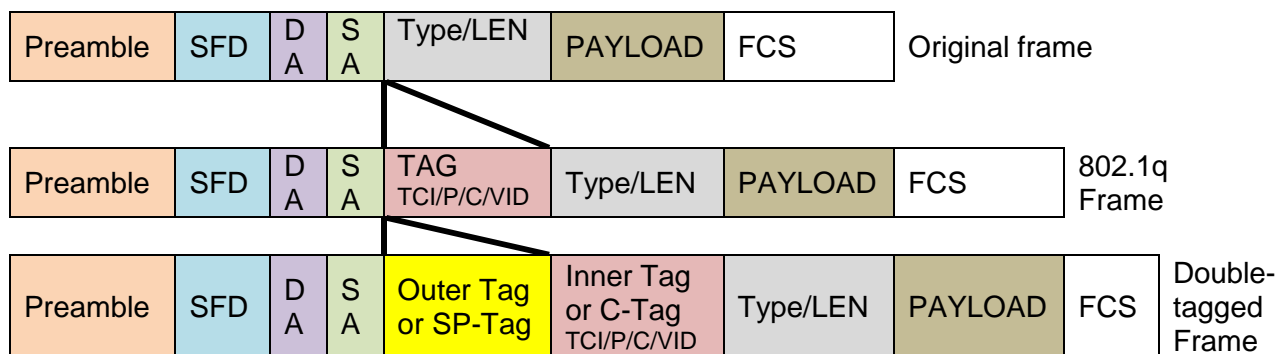 Preamble SFD D A S A Type/LEN PAYLOAD FCS Original frame
Preamble SFD D A S A TAG TCI/P/C/VID Type/LEN PAYLOAD FCS 802.1q Frame
Preamble SFD D A S A Outer Tag or SP-Tag Inner Tag or C-Tag TCI/P/C/VID Type/LEN PAYLOAD FCS Double-tagged Frame